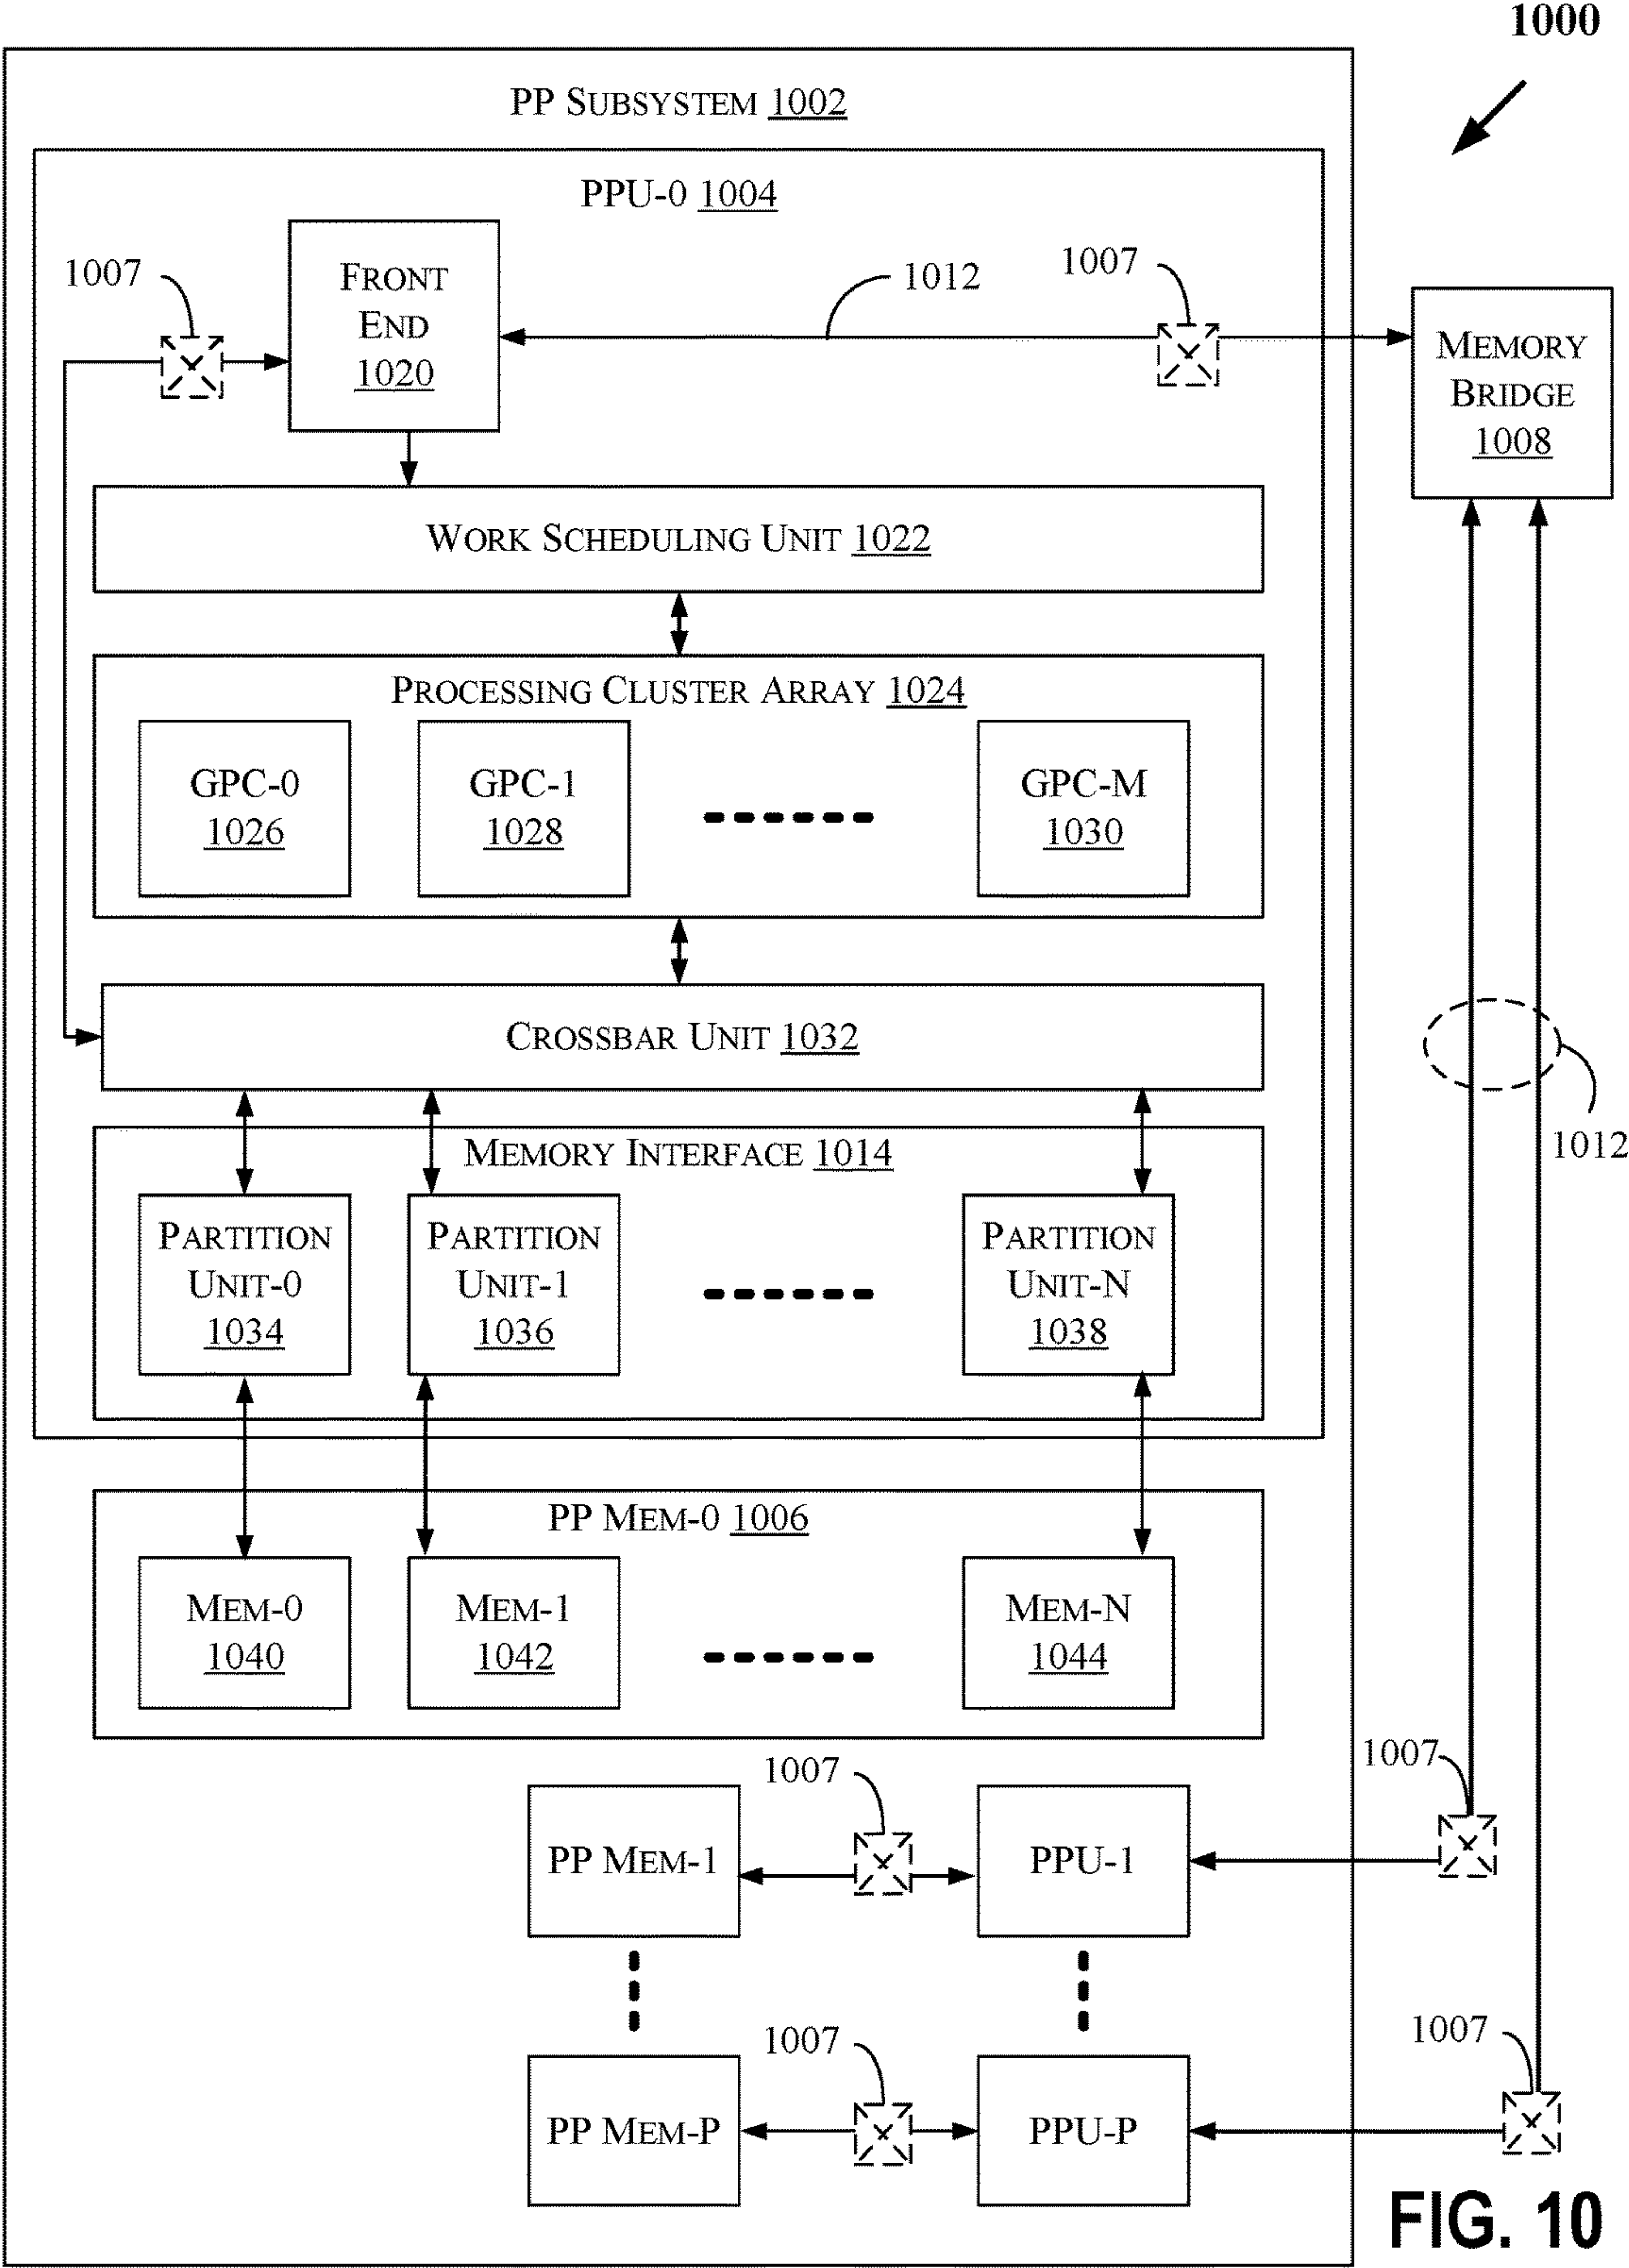 1000
PP SUBSYSTEM 1002
PPU-0 1004
1007
FRONT
END
1020
1012
1007
MEMORY
BRIDGE
1008
WORK SCHEDULING UNIT 1022
PROCESSING CLUSTER ARRAY 1024
GPC-0
1026
GPC-1
1028
GPC-M
1030
CROSSBAR UNIT 1032
1012
MEMORY INTERFACE 1014
PARTITION
UNIT-0
1034
PARTITION
UNIT-1
1036
PARTITION
UNIT-N
1038
PP MEM-0 1006
MEM-0
1040
MEM-1
1042
MEM-N
1044
1007
1007
PP MEM-1
PPU-1
1007
1007
PP MEM-P
PPU-P
FIG. 10